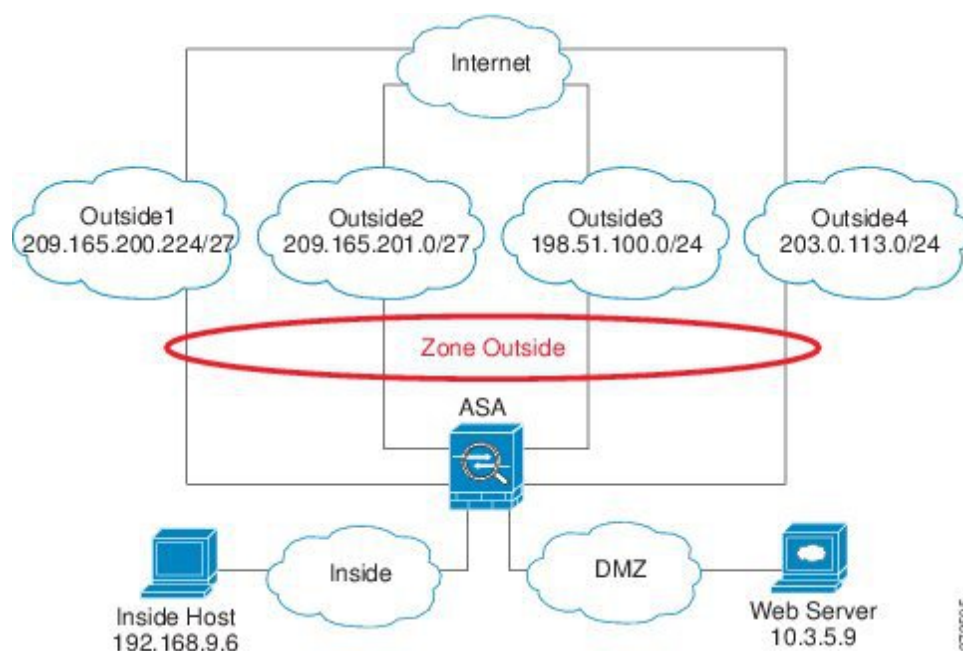 Internet
Outside1
209.165.200.224/27
Outside2
209.165.201.0/27
Outside3
198.51.100.0/24
Outside4
203.0.113.0/24
Zone Outside
ASA
Inside
DMZ
Inside Host
192.168.9.6
Web Server
10.3.5.9